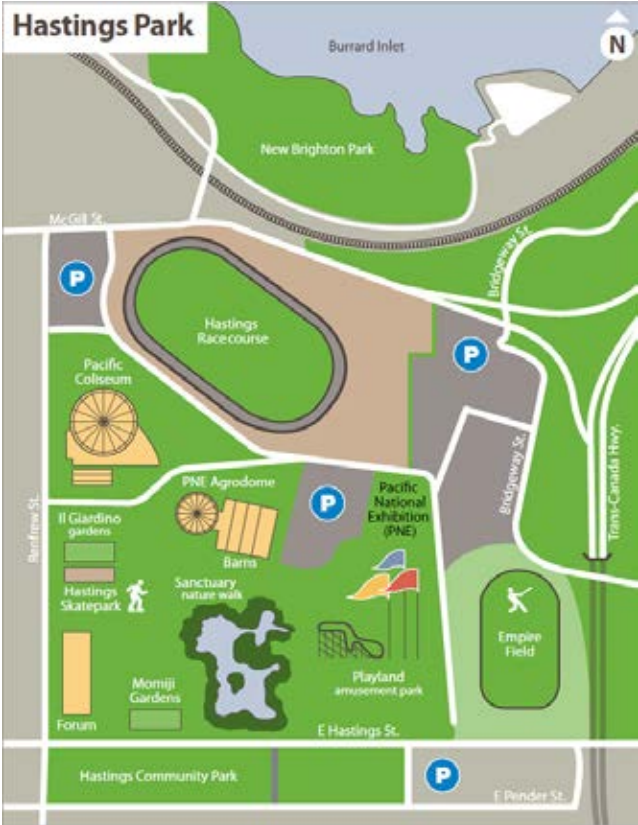 Hastings Park
Burrard Inlet
N
New Brighton Park
McGill St.
Bridgeway St.
P
Hastings
Racecourse
P
Pacific
Coliseum
Trans-Canada Hwy.
Bridgeway St.
PNE Agrodome
P
Pacific
National
Exhibition
(PNE)
Renfrew St.
Il Giardino
gardens
Barns
Hastings
Skatepark
Sanctuary
nature walk
Empire
Field
Playland
amusement park
Momiji
Gardens
Forum
E Hastings St.
Hastings Community Park
P
E Pender St.